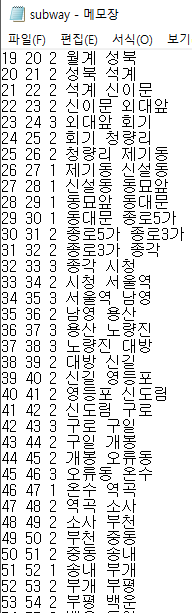 subway - 메모장
파일(F) 편집(E) 서식(O) 보기
19 20 2 월계 성북
20 21 2 성북 석계
21 22 2 석계 신이문
22 23 2 신이문 외대앞
23 24 3 외대앞 회기
24 25 2 회기 청량리
25 26 2 청량리 제기동
26 27 1 제기동 신설동
27 28 1 신설동 동묘앞
28 29 1 동묘앞 동대문
29 30 1 동대문 종로5가
30 31 2 종로5가 종로3가
31 32 2 종로3가 종각
32 33 3 종각 시청
33 34 2 시청 서울역
34 35 3 서울역 남영
35 36 2 남영 용산
36 37 3 용산 노량진
37 38 3 노량진 대방
38 39 2 대방 신길
39 40 2 신길 영등포
40 41 2 영등포 신도림
41 42 2 신도림 구로
42 43 3 구로 구일
43 44 2 구일 개봉
44 45 2 개봉 오류동
45 46 3 오류동 온수
46 47 1 온수 역곡
47 48 2 역곡 소사
48 49 2 소사 부천
49 50 2 부천 중동
50 51 2 중동 송내
51 52 1 송내 부개
52 53 2 부개 부평
53 54 2 부평 백운